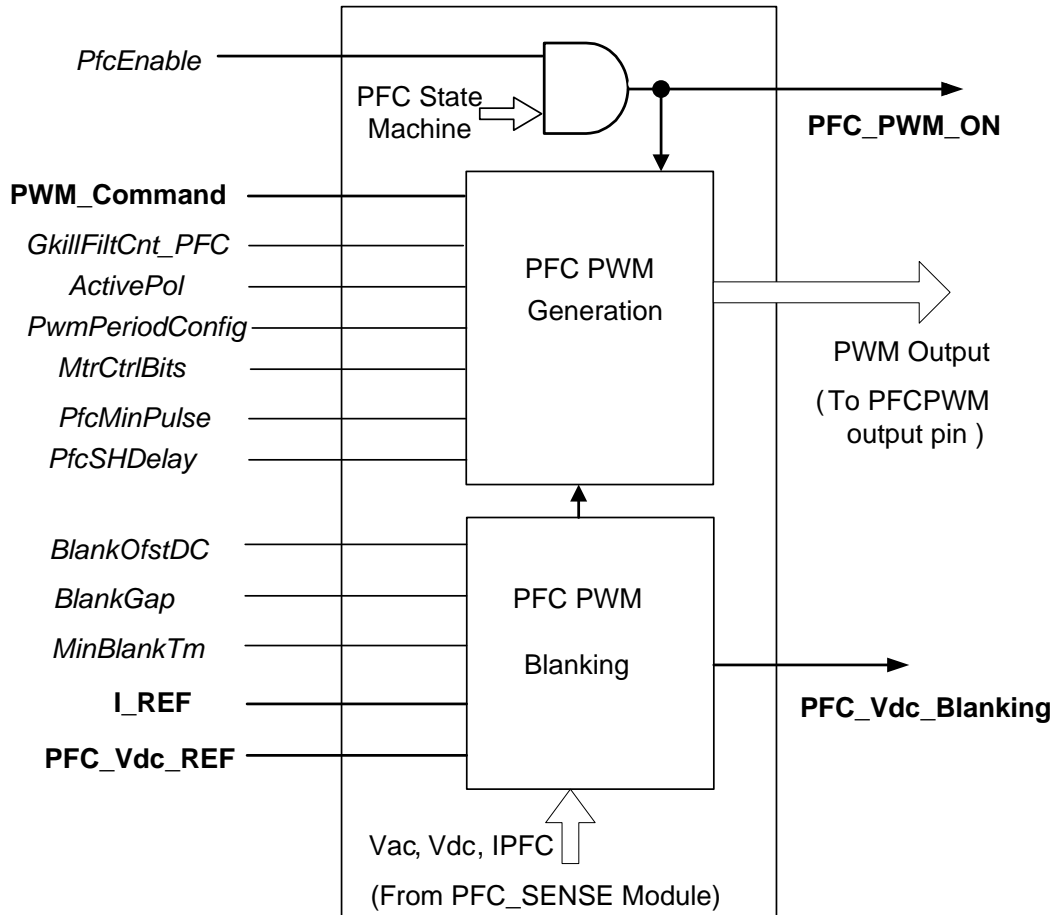 PfcEnable
PFC State
Machine
PFC_PWM_ON
PWM_Command
GkillFiltCnt_PFC
ActivePol
PwmPeriodConfig
MtrCtrlBits
PfcMinPulse
PfcSHDelay
PFC PWM
Generation
PWM Output
(To PFCPWM
output pin )
BlankOfstDC
BlankGap
MinBlankTm
I_REF
PFC_Vdc_REF
PFC PWM
Blanking
PFC_Vdc_Blanking
Vac, Vdc, IPFC
(From PFC_SENSE Module)